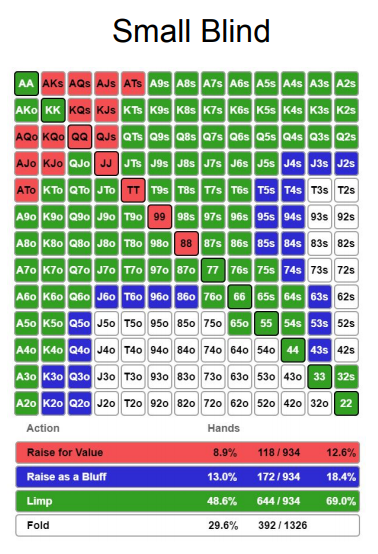 Small Blind
AA AKs AQs AJs ATs A9s A8s A7s A6s A5s A4s A3s A2s
AKo KK KQs KJs KTs K9s K8s K7s K6s K5s K4s K3s K2s
AQo KQo QQ QJs QTs Q9s Q8s Q7s Q6s Q5s Q4s Q3s Q2s
AJo KJo QJo JJ JTs J9s J8s J7s J6s J5s J4s J3s J2s
ATo KTo QTo JTo TT T9s T8s T7s T6s T5s T4s T3s T2s
A9o K9o Q9o J9o T9o 99 98s 97s 96s 95s 94s 93s 92s
A8o K8o Q8o J8o T8o 98o 88 87s 86s 85s 84s 83s 82s
A7o K7o Q7o J7o T7o 97o 87o 77 76s 75s 74s 73s 72s
A6o K6o Q6o J6o T6o 96o 86o 76o 66 65s 64s 63s 62s
A5o K5o Q5o J5o T5o 95o 85o 75o 65o 55 54s 53s 52s
A4o K4o Q4o J4o T4o 94o 84o 74o 64o 54o 44 43s 42s
A3o K3o Q3o J3o T3o 93o 83o 73o 63o 53o 43o 33 32s
A2o K2o Q2o J2o T2o 92o 82o 72o 62o 52o 42o 32o 22
Action Hands
Raise for Value 8.9% 118 / 934 12.6%
Raise as a Bluff 13.0% 172 / 934 18.4%
Limp 48.6% 644 / 934 69.0%
Fold 29.6% 392 / 1326